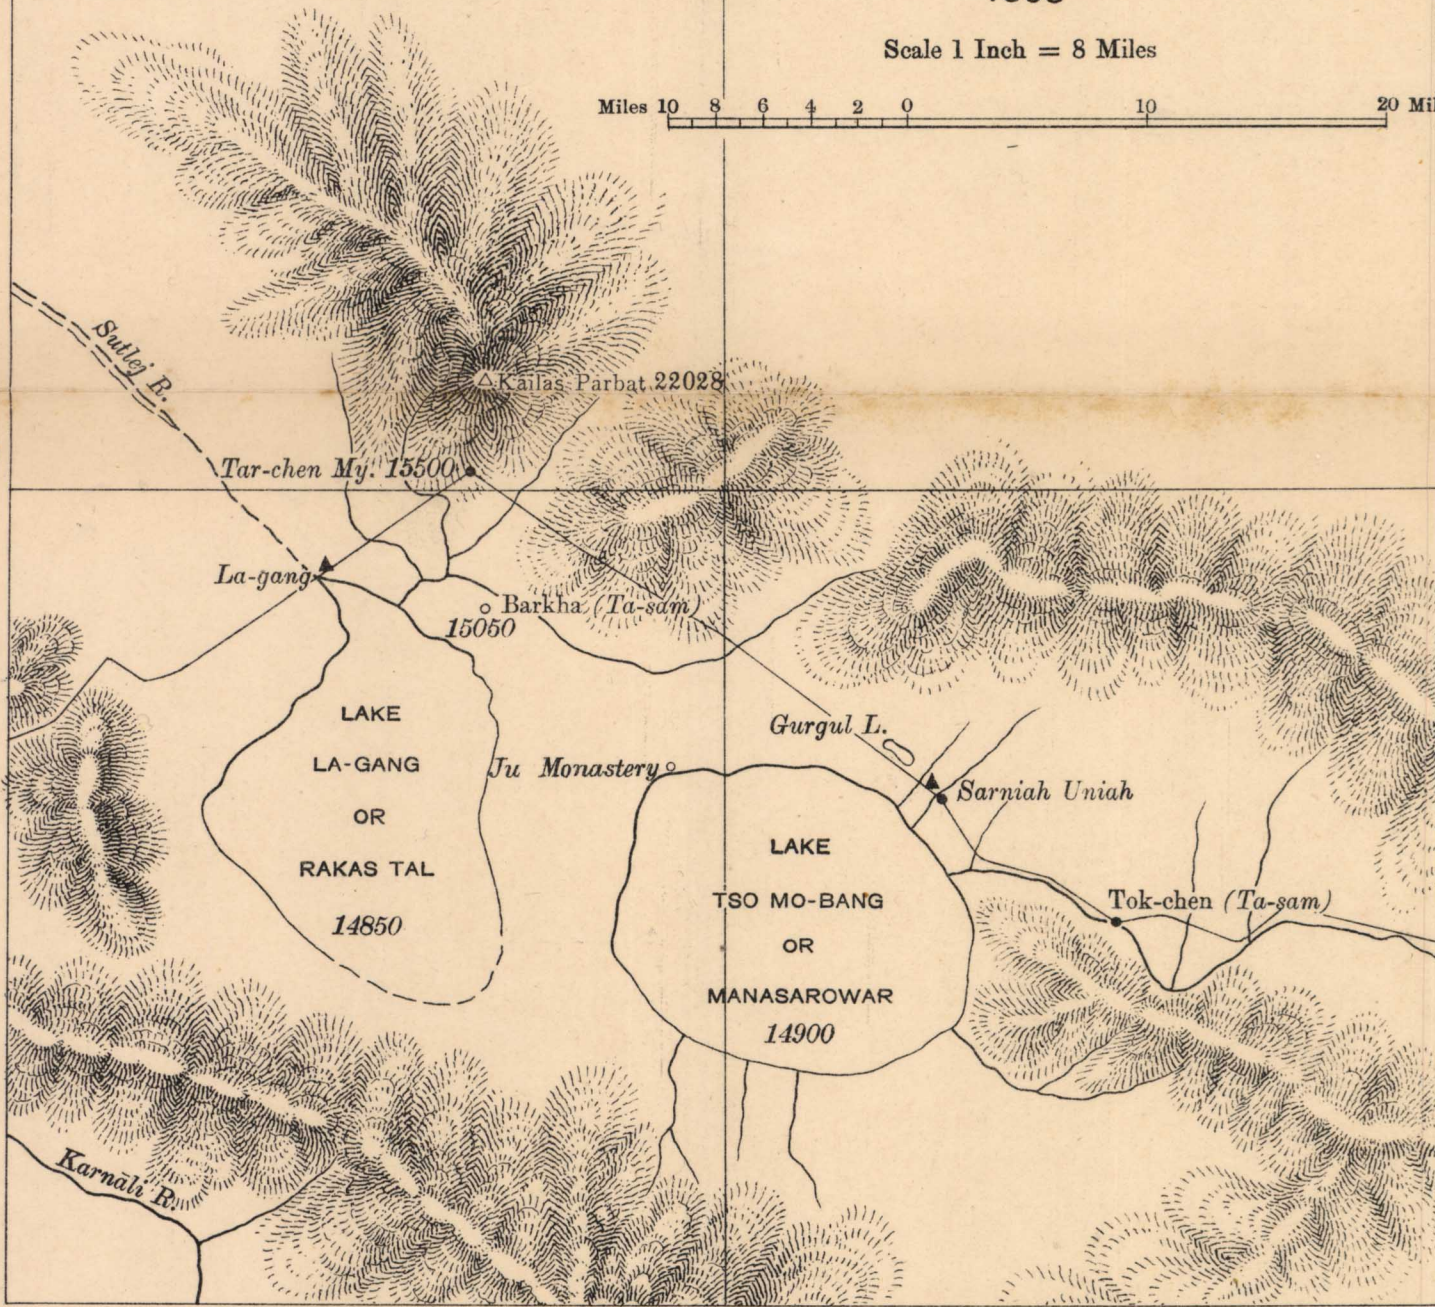 Scale 1 Inch = 8 Miles
Miles 10 8 6 4 2 0 10 20
Sutlej R.
Kailas Parbat 22028
Tar-chen My. 15500
La-gang
Barkha (Ta-sam)
15050
LAKE
LA-GANG
OR
RAKAS TAL
14850
Gurgul L.
Ju Monastery
Sarniah Uniah
LAKE
TSO MO-BANG
OR
MANASAROWAR
14900
Tok-chen (Ta-sam)
Karnāli R.